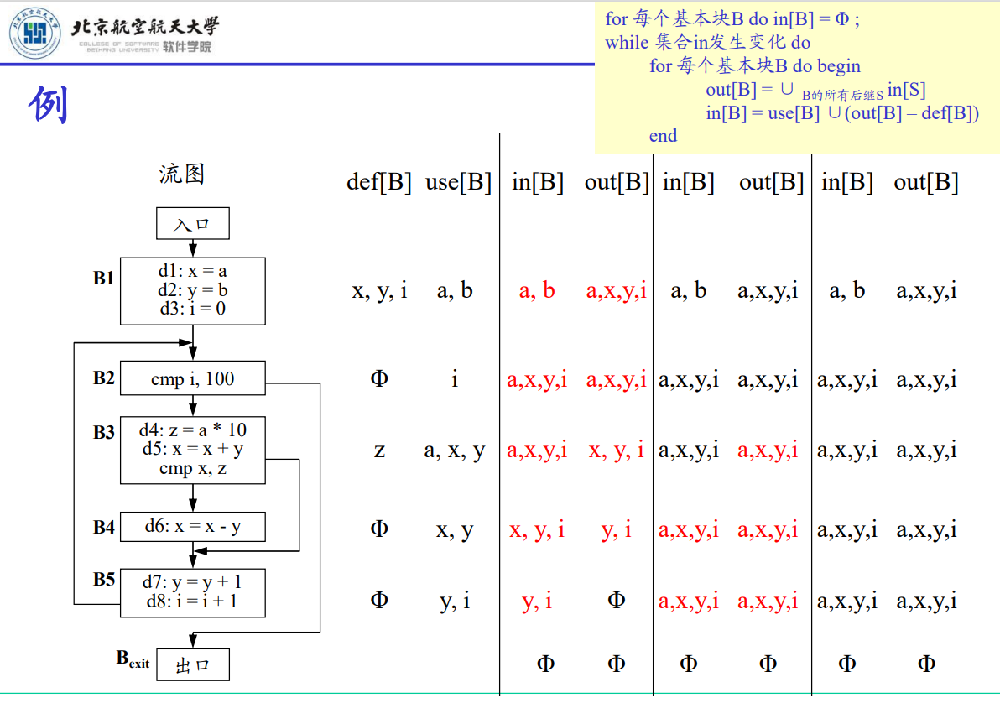 北京航空航天大學
COLLEGE OF SOFTWARE
BEIHANG UNIVERSITY 软件学院
for 每个基本块B do in[B] = Φ ;
while 集合in发生变化 do
for 每个基本块B do begin
out[B] = ∪ B的所有后继S in[S]
in[B] = use[B] ∪(out[B] – def[B])
end
例
流图
def[B] use[B] in[B] out[B] in[B] out[B] in[B] out[B]
入口
B1
d1: x = a
d2: y = b
d3: i = 0
x, y, i a, b a, b a,x,y,i a, b a,x,y,i a, b a,x,y,i
B2
cmp i, 100
Φ i a,x,y,i a,x,y,i a,x,y,i a,x,y,i a,x,y,i a,x,y,i
B3
d4: z = a * 10
d5: x = x + y
cmp x, z
z a, x, y a,x,y,i x, y, i a,x,y,i a,x,y,i a,x,y,i a,x,y,i
B4
d6: x = x - y
Φ x, y x, y, i y, i a,x,y,i a,x,y,i a,x,y,i a,x,y,i
B5
d7: y = y + 1
d8: i = i + 1
Φ y, i y, i Φ a,x,y,i a,x,y,i a,x,y,i a,x,y,i
Bexit
出口
Φ Φ Φ Φ Φ Φ